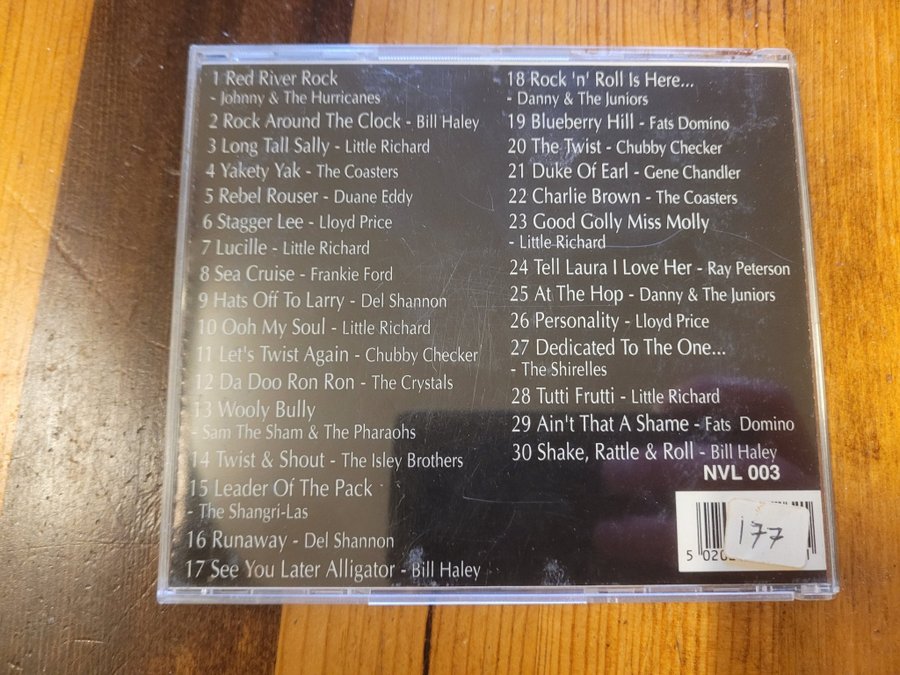 1 Red River Rock
- Johnny & The Hurricanes
2 Rock Around The Clock - Bill Haley
3 Long Tall Sally - Little Richard
4 Yakety Yak - The Coasters
5 Rebel Rouser - Duane Eddy
6 Stagger Lee - Lloyd Price
7 Lucille - Little Richard
8 Sea Cruise - Frankie Ford
9 Hats Off To Larry - Del Shannon
10 Ooh My Soul - Little Richard
11 Let's Twist Again - Chubby Checker
12 Da Doo Ron Ron - The Crystals
13 Wooly Bully
- Sam The Sham & The Pharaohs
14 Twist & Shout - The Isley Brothers
15 Leader Of The Pack
- The Shangri-Las
16 Runaway - Del Shannon
17 See You Later Alligator - Bill Haley
18 Rock 'n' Roll Is Here...
- Danny & The Juniors
19 Blueberry Hill - Fats Domino
20 The Twist - Chubby Checker
21 Duke Of Earl - Gene Chandler
22 Charlie Brown - The Coasters
23 Good Golly Miss Molly
- Little Richard
24 Tell Laura I Love Her - Ray Peterson
25 At The Hop - Danny & The Juniors
26 Personality - Lloyd Price
27 Dedicated To The One...
- The Shirelles
28 Tutti Frutti - Little Richard
29 Ain't That A Shame - Fats Domino
30 Shake, Rattle & Roll - Bill Haley
NVL 003
177